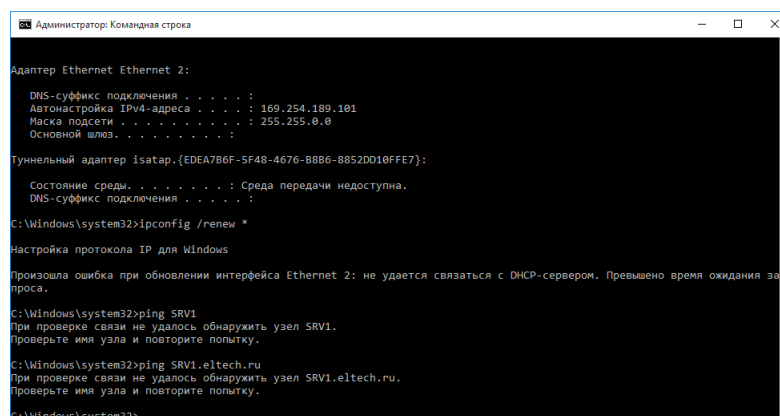 Администратор: Командная строка
Адаптер Ethernet Ethernet 2:
DNS-суффикс подключения . . . . . :
Автонастройка IPv4-адреса . . . . : 169.254.189.101
Маска подсети . . . . . . . . . . : 255.255.0.0
Основной шлюз. . . . . . . . . :
Туннельный адаптер isatap.{EDEA7B6F-5F48-4676-B8B6-8852DD10FFE7}:
Состояние среды. . . . . . . . : Среда передачи недоступна.
DNS-суффикс подключения . . . . . :
C:\Windows\system32>ipconfig /renew *
Настройка протокола IP для Windows
Произошла ошибка при обновлении интерфейса Ethernet 2: не удается связаться с DHCP-сервером. Превышено время ожидания за
проса.
C:\Windows\system32>ping SRV1
При проверке связи не удалось обнаружить узел SRV1.
Проверьте имя узла и повторите попытку.
C:\Windows\system32>ping SRV1.eltech.ru
При проверке связи не удалось обнаружить узел SRV1.eltech.ru.
Проверьте имя узла и повторите попытку.
C:\Windows\system32>